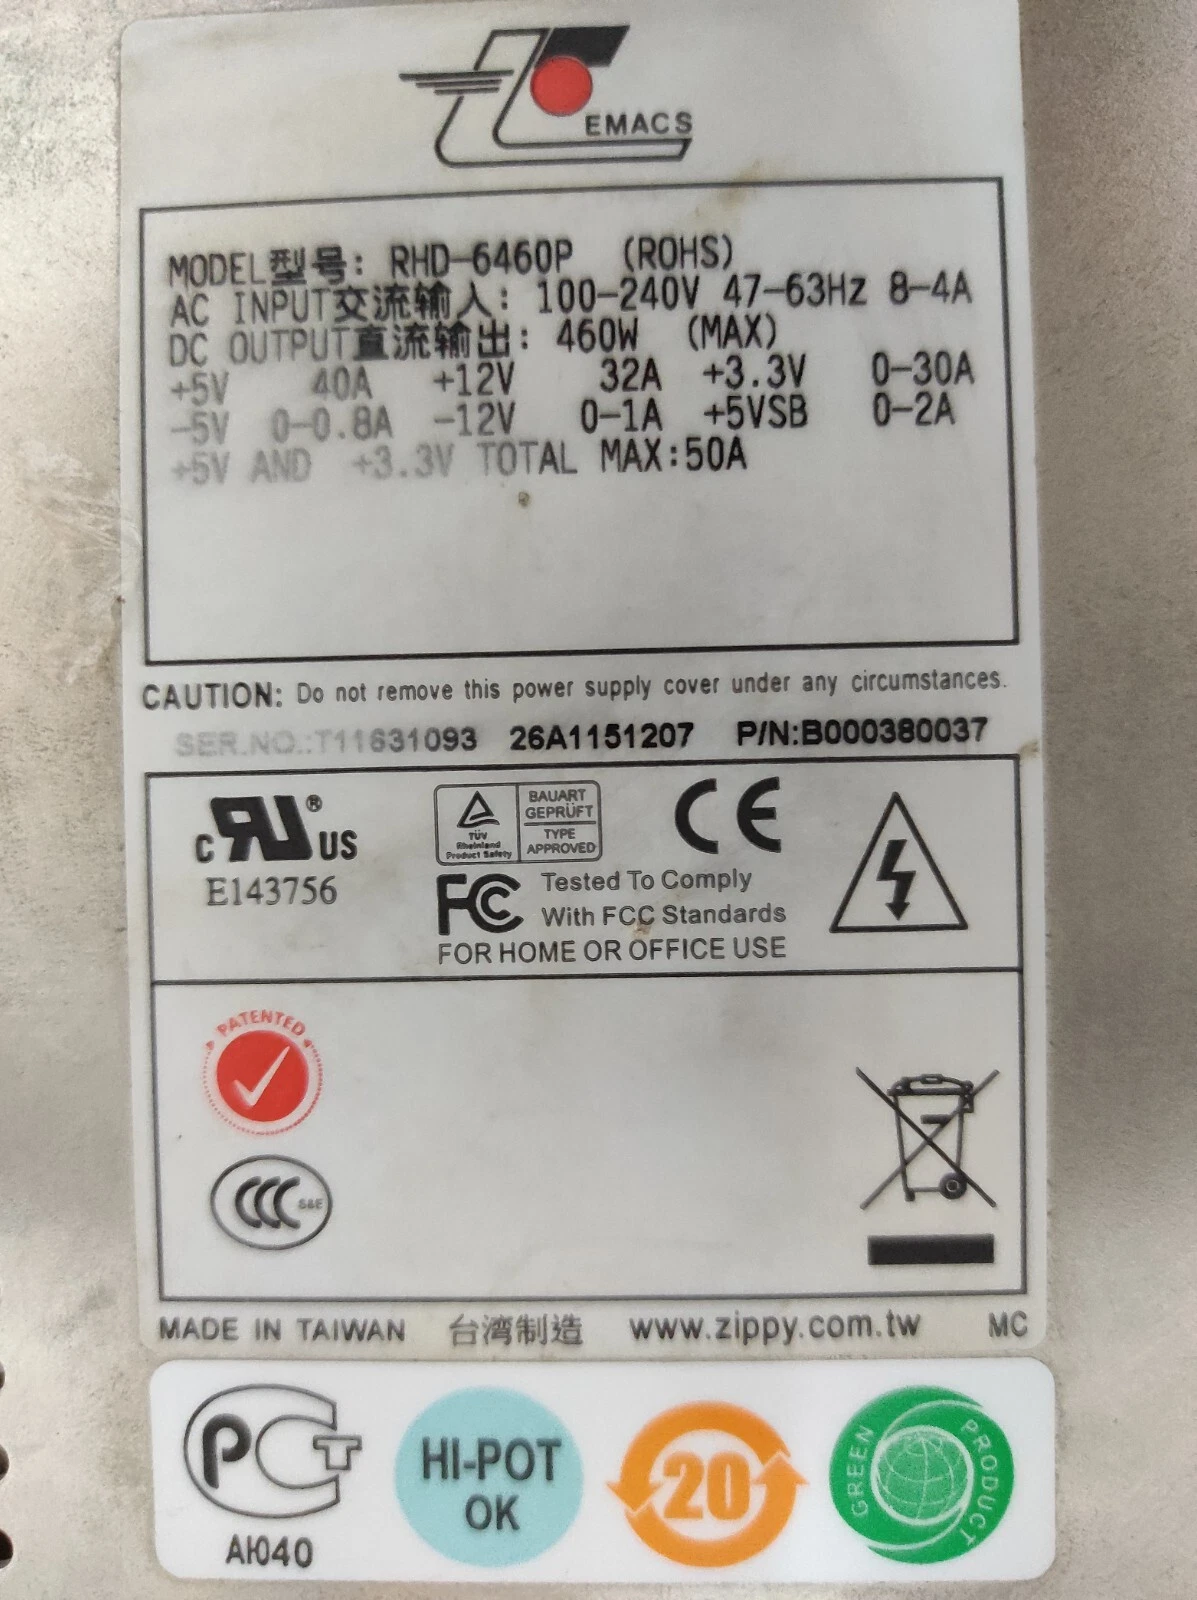 EMACS
MODEL型号: RHD-6460P (ROHS)
AC INPUT交流输入: 100-240V 47-63Hz 8-4A
DC OUTPUT直流输出: 460W (MAX)
+5V 40A +12V 32A +3.3V 0-30A
-5V 0-0.8A -12V 0-1A +5VSB 0-2A
+5V AND +3.3V TOTAL MAX:50A
CAUTION: Do not remove this power supply cover under any circumstances.
SER.NO.:T11631093 26A1151207 P/N:B000380037
C RU ® US
E143756
TÜV
Rheinland
Product Safety
BAUART
GEPRÜFT
TYPE
APPROVED
CE
FC Tested To Comply
With FCC Standards
FOR HOME OR OFFICE USE
PATENTED
CCC S&E
MADE IN TAIWAN 台湾制造 www.zippy.com.tw MC
PCT
АЮ40
HI-POT
OK
20
GREEN PRODUCT